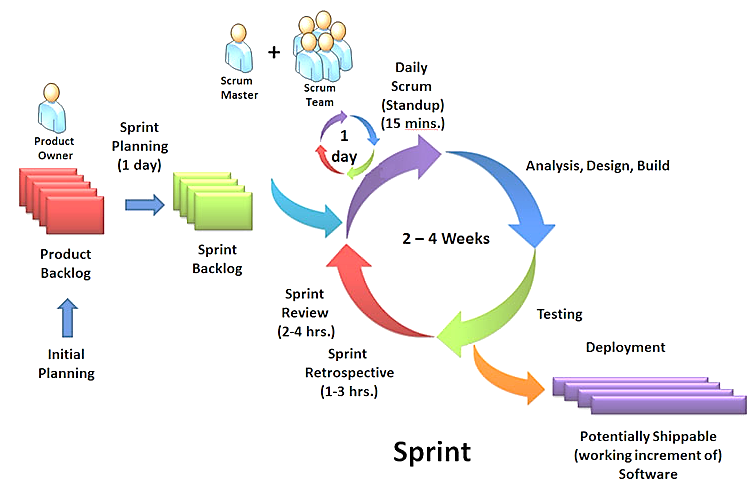 Scrum
Master
+
Scrum
Team
Daily
Scrum
(Standup)
(15 mins.)
Product
Owner
Sprint
Planning
(1 day)
1
day
Analysis, Design, Build
2 – 4 Weeks
Product
Backlog
Sprint
Backlog
Sprint
Review
(2-4 hrs.)
Sprint
Retrospective
(1-3 hrs.)
Testing
Initial
Planning
Deployment
Potentially Shippable
(working increment of)
Software
Sprint